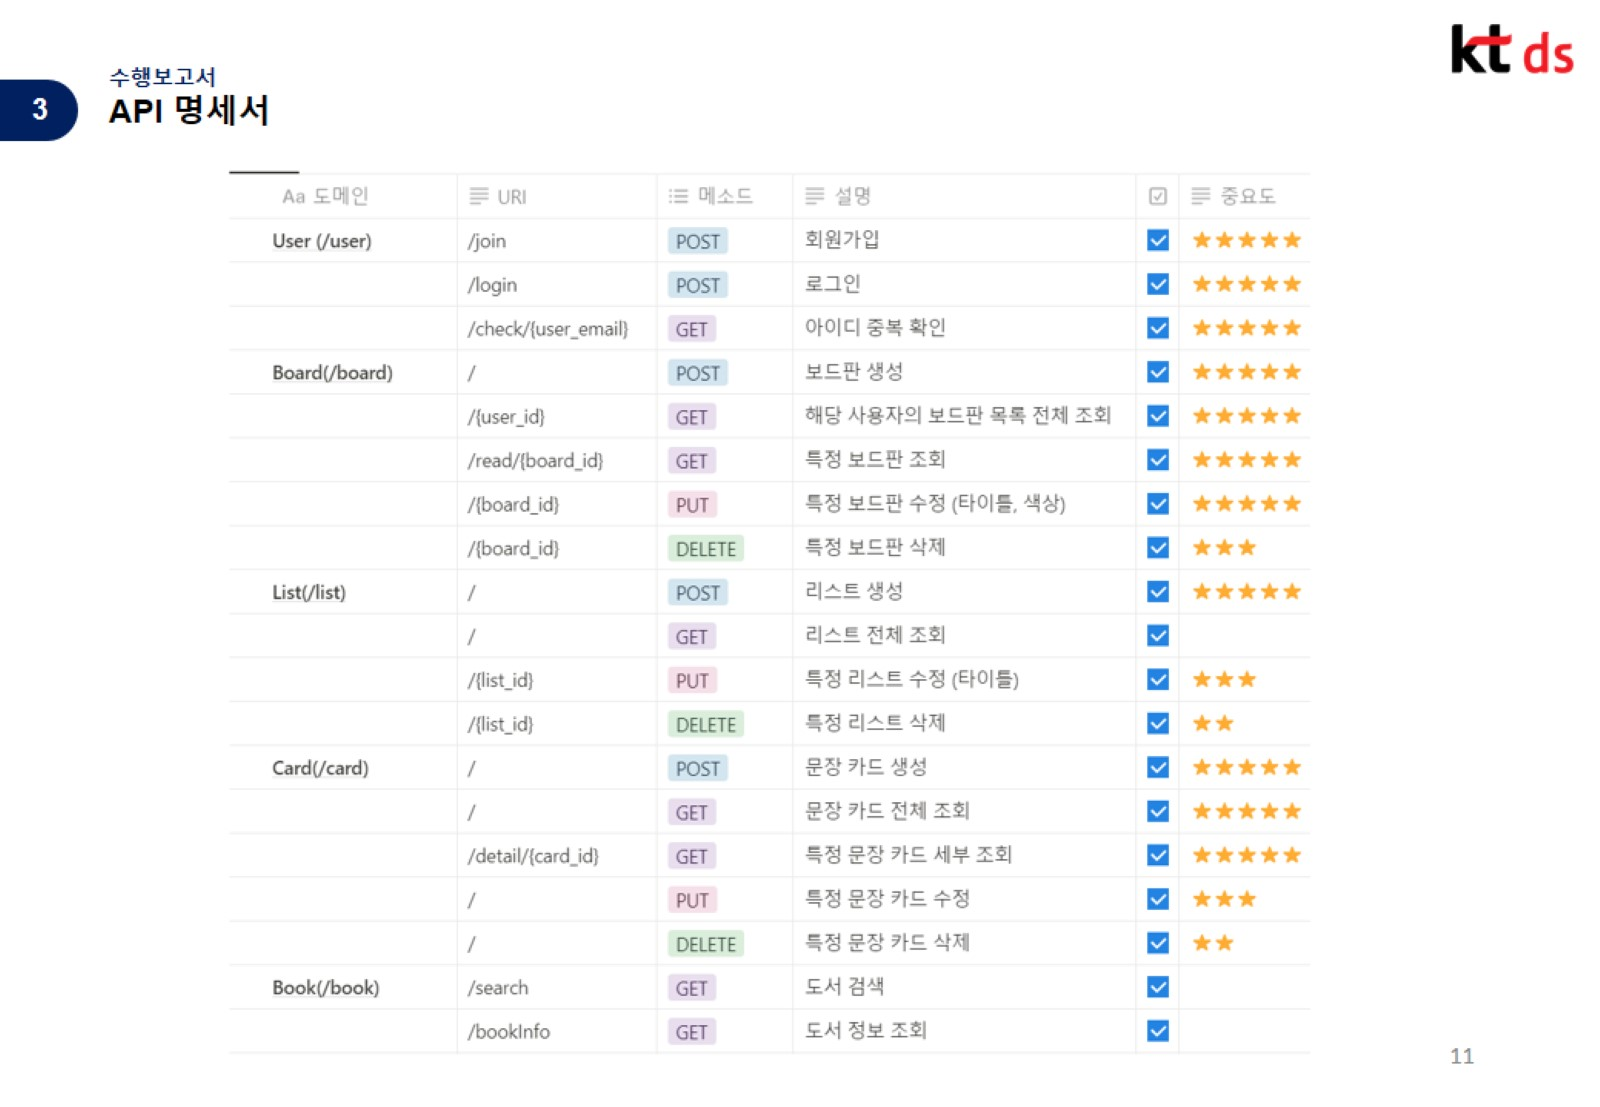 kt ds
수행보고서
3
API 명세서
Aa 도메인 URI 메소드 설명 중요도
User (/user) /join POST 회원가입 ★★★★★
/login POST 로그인 ★★★★★
/check/{user_email} GET 아이디 중복 확인 ★★★★★
Board(/board) / POST 보드판 생성 ★★★★★
/{user_id} GET 해당 사용자의 보드판 목록 전체 조회 ★★★★★
/read/{board_id} GET 특정 보드판 조회 ★★★★★
/{board_id} PUT 특정 보드판 수정 (타이틀, 색상) ★★★★★
/{board_id} DELETE 특정 보드판 삭제 ★★★
List(/list) / POST 리스트 생성 ★★★★★
/ GET 리스트 전체 조회
/{list_id} PUT 특정 리스트 수정 (타이틀) ★★★
/{list_id} DELETE 특정 리스트 삭제 ★★
Card(/card) / POST 문장 카드 생성 ★★★★★
/ GET 문장 카드 전체 조회 ★★★★★
/detail/{card_id} GET 특정 문장 카드 세부 조회 ★★★★★
/ PUT 특정 문장 카드 수정 ★★★
/ DELETE 특정 문장 카드 삭제 ★★
Book(/book) /search GET 도서 검색
/bookInfo GET 도서 정보 조회
11